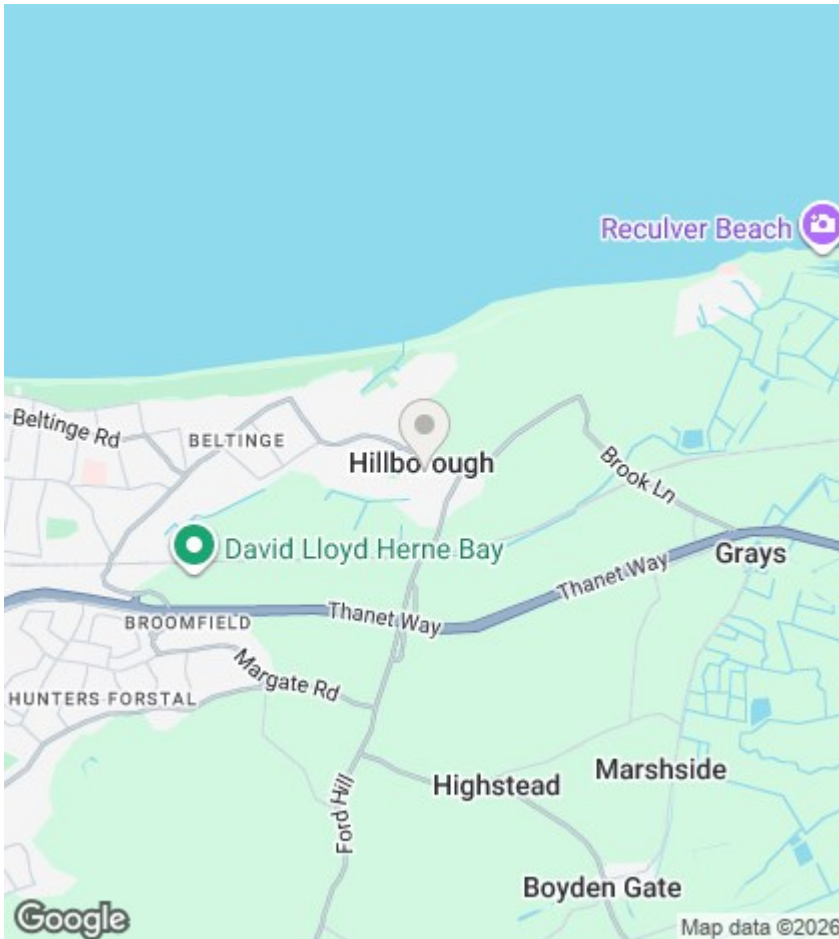 Reculver Beach
Beltinge Rd
BELTINGE
Hillborough
Brook Ln
David Lloyd Herne Bay
Grays
Thanet Way
Thanet Way
BROOMFIELD
Margate Rd
HUNTERS FORSTAL
Ford Hill
Highstead
Marshside
Boyden Gate
Google
Map data ©2026